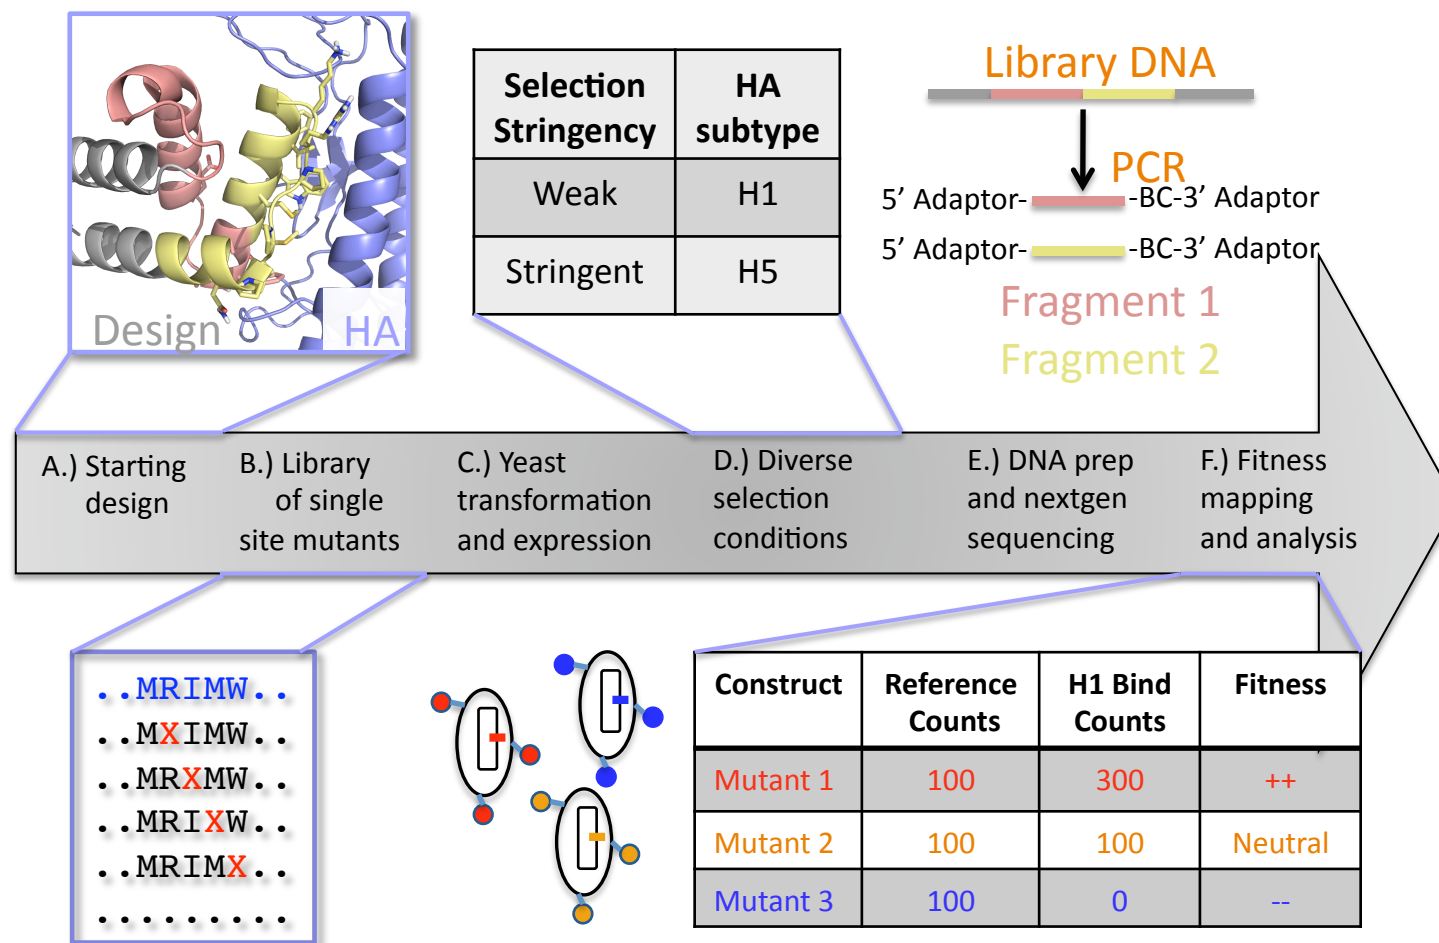 Design
HA
Selection
Stringency
HA
subtype
Weak
H1
Stringent
H5
Library DNA
PCR
5’ Adaptor-
-BC-3’ Adaptor
5’ Adaptor-
-BC-3’ Adaptor
Fragment 1
Fragment 2
A.) Starting
design
B.) Library
of single
site mutants
C.) Yeast
transformation
and expression
D.) Diverse
selection
conditions
E.) DNA prep
and nextgen
sequencing
F.) Fitness
mapping
and analysis
..MRIMW..
..MXIMW..
..MRXMW..
..MRIXW..
..MRIMX..
.........
Construct
Reference
Counts
H1 Bind
Counts
Fitness
Mutant 1
100
300
++
Mutant 2
100
100
Neutral
Mutant 3
100
0
--